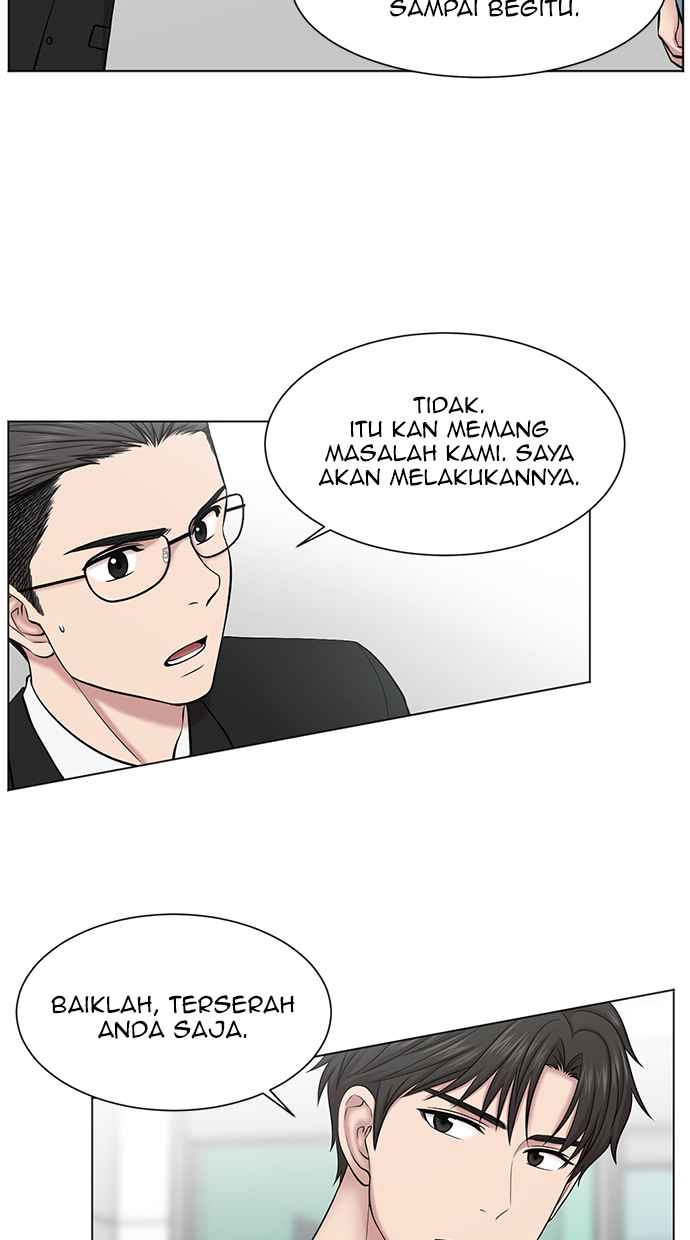 SAMPAI BEGITU.
TIDAK.
ITU KAN MEMANG
MASALAH KAMI. SAYA
AKAN MELAKUKANNYA.
BAIKLAH, TERSERAH
ANDA SAJA.